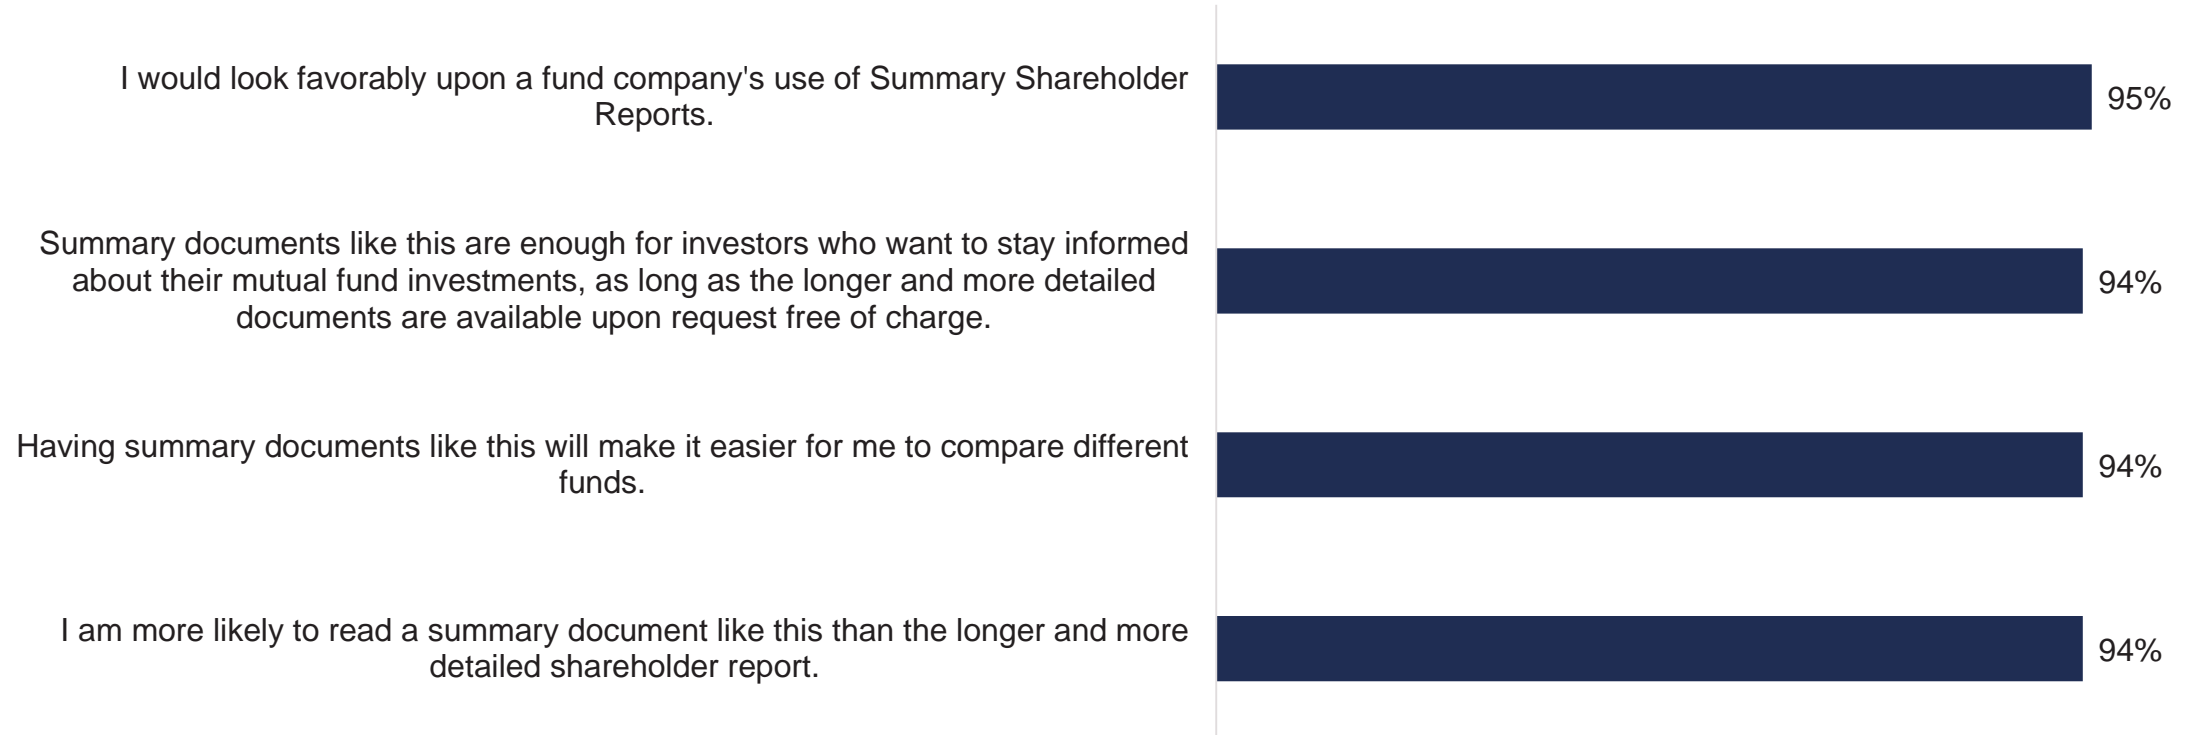 I would look favorably upon a fund company's use of Summary Shareholder
Reports.
95%
Summary documents like this are enough for investors who want to stay informed
about their mutual fund investments, as long as the longer and more detailed
documents are available upon request free of charge.
94%
Having summary documents like this will make it easier for me to compare different
funds.
94%
I am more likely to read a summary document like this than the longer and more
detailed shareholder report.
94%